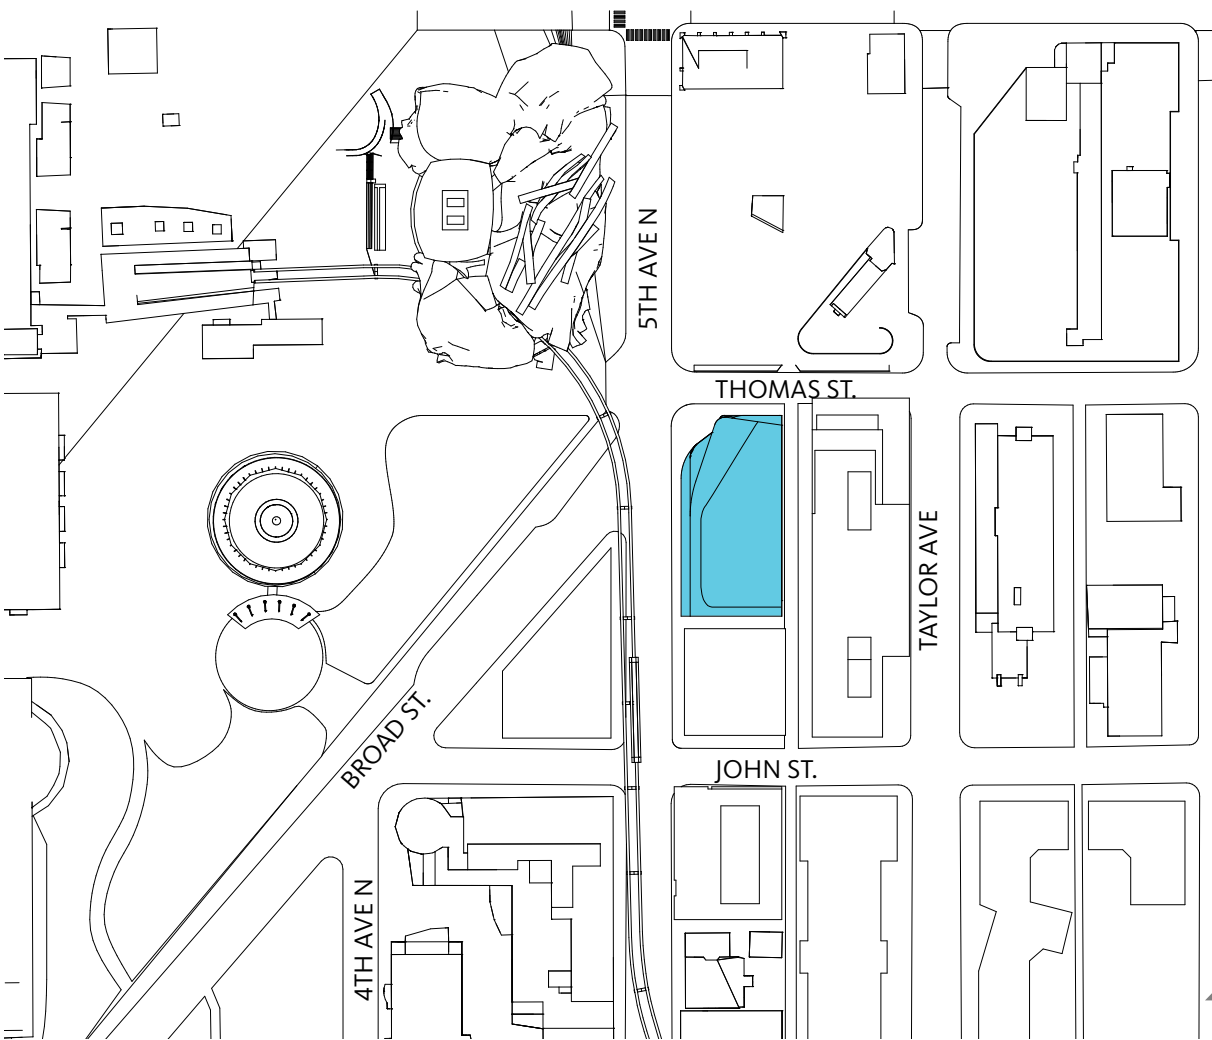 5TH AVE N
THOMAS ST.
TAYLOR AVE
BROAD ST.
JOHN ST.
4TH AVE N